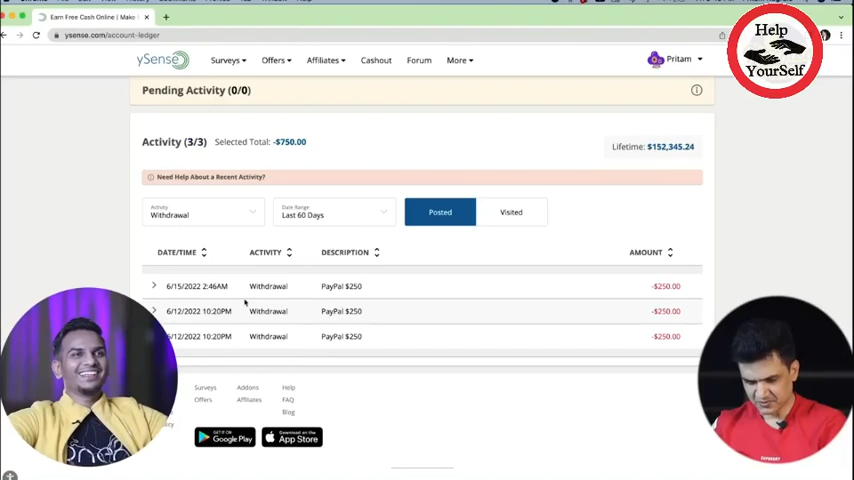 Earn Free Cash Online | Make
ysense.com/account-ledger
Help
YourSelf
ySense
Surveys
Offers
Affiliates
Cashout
Forum
More
Pritam
Pending Activity (0/0)
Activity (3/3) Selected Total: -$750.00
Lifetime: $152,345.24
Need Help About a Recent Activity?
Activity
Withdrawal
Date Range
Last 60 Days
Posted
Visited
DATE/TIME ACTIVITY DESCRIPTION AMOUNT
6/15/2022 2:46AM Withdrawal PayPal $250 -$250.00
6/12/2022 10:20PM Withdrawal PayPal $250 -$250.00
6/12/2022 10:20PM Withdrawal PayPal $250 -$250.00
Surveys Addons Help
Offers Affiliates FAQ
Blog
GET IT ON
Google Play
Download on the
App Store